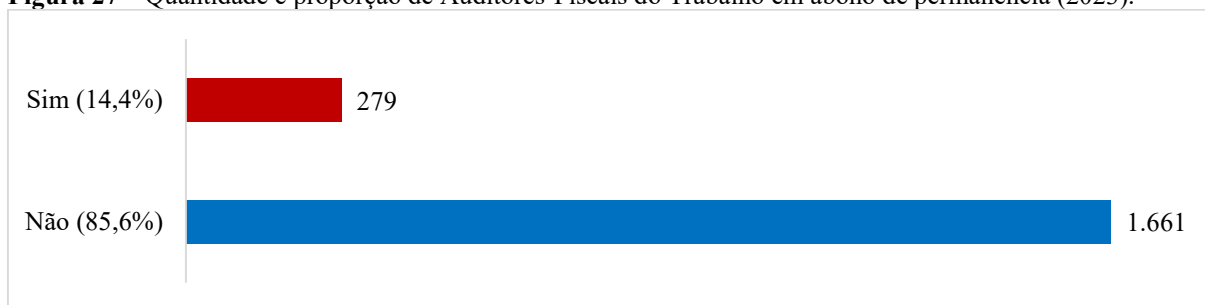 Figura 27 – Quantidade e proporção de Auditores-Fiscais do Trabalho em abono de permanência (2023).
Sim (14,4%) 279
Não (85,6%) 1.661